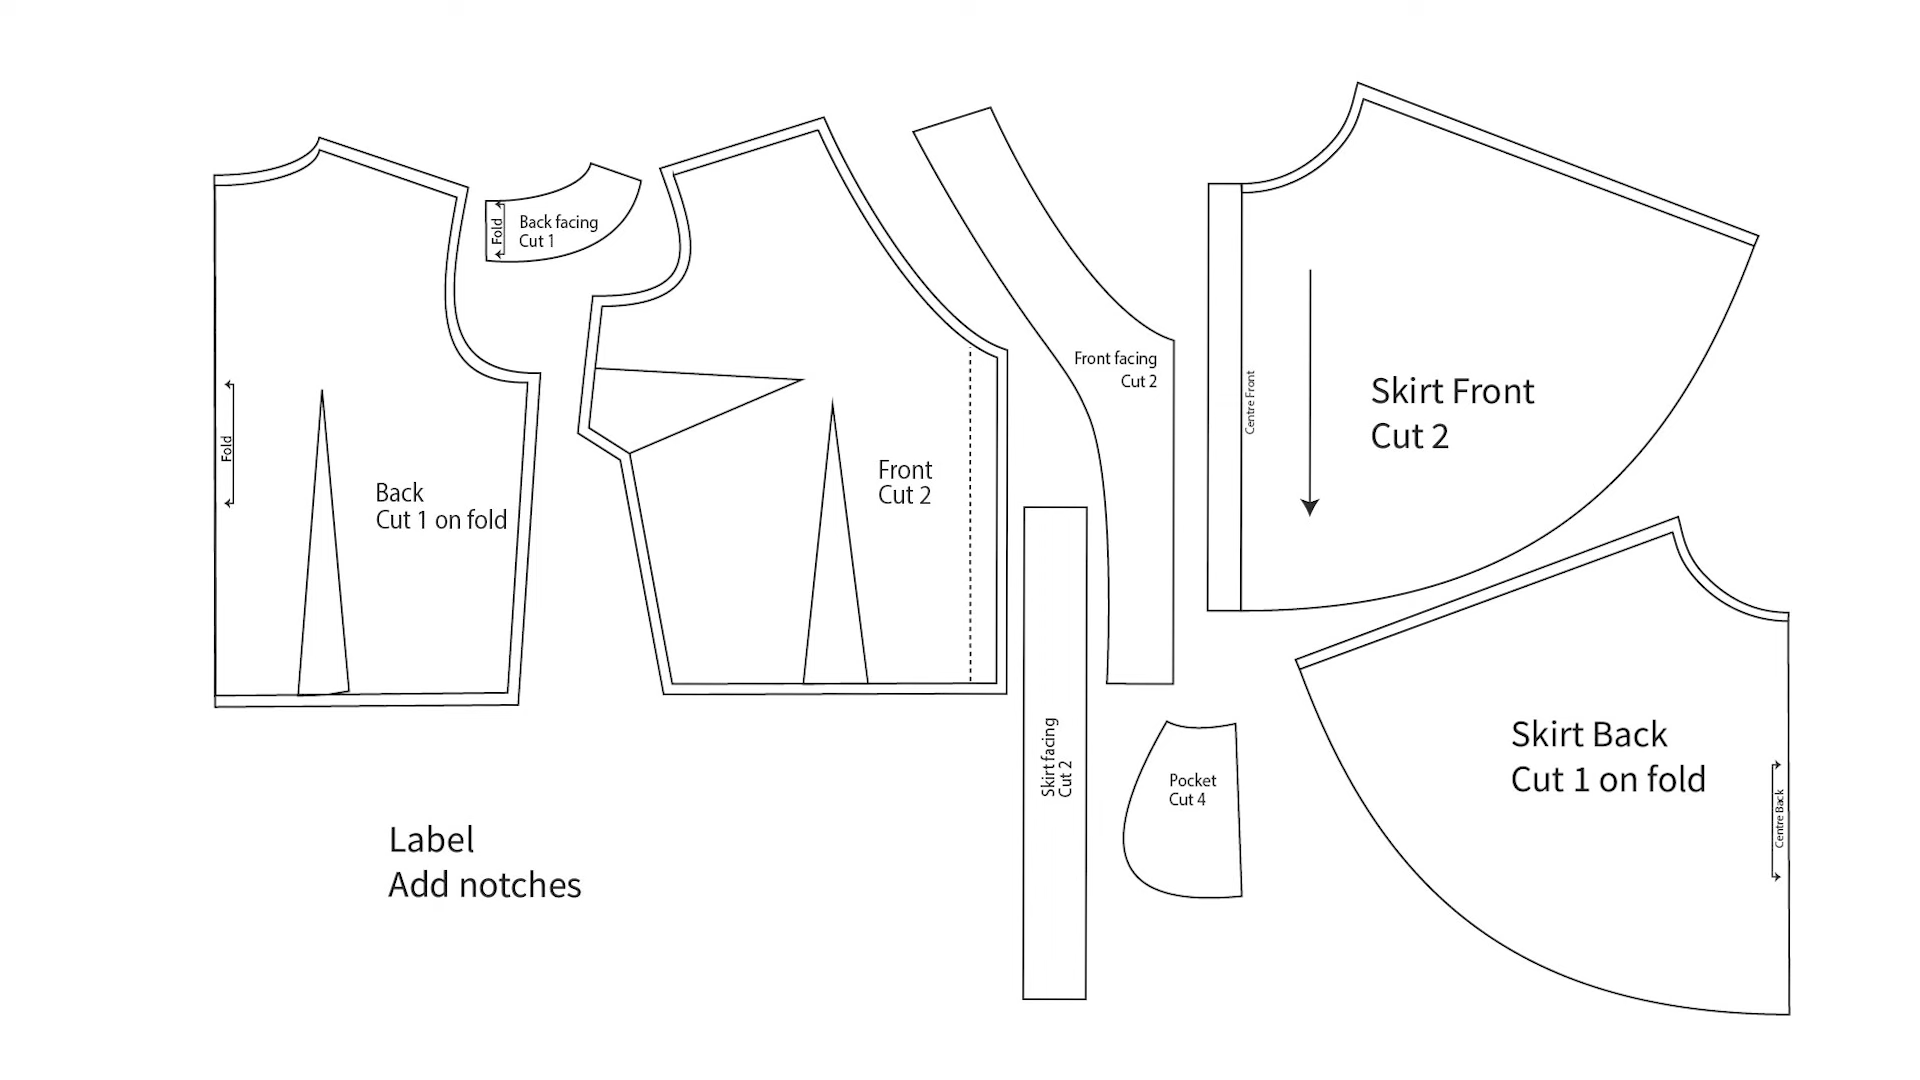 Fold
Back
Cut 1 on fold
Fold
Back facing
Cut 1
Front
Cut 2
Front facing
Cut 2
Skirt facing
Cut 2
Pocket
Cut 4
Centre Front
Skirt Front
Cut 2
Skirt Back
Cut 1 on fold
Centre Back
Label
Add notches